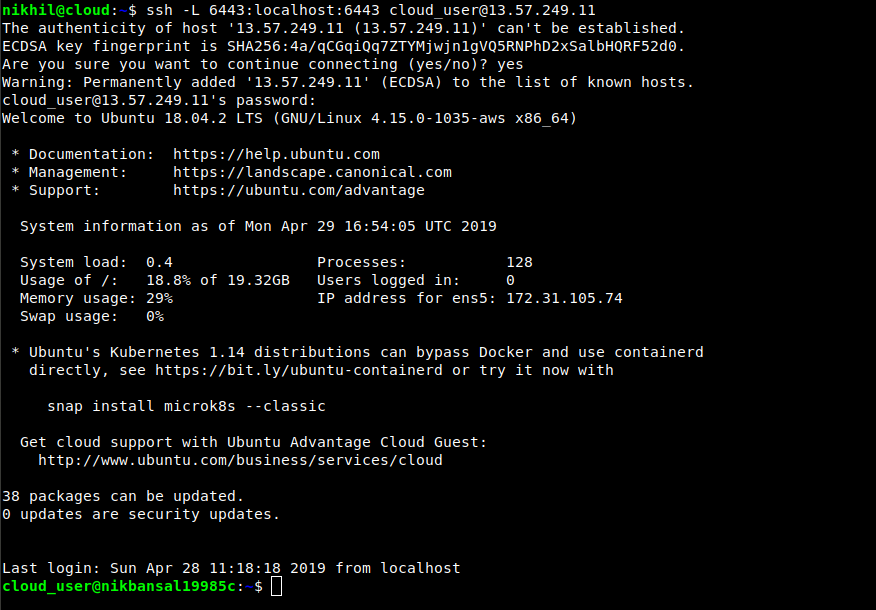 nikhil@cloud:~$ ssh -L 6443:localhost:6443 cloud_user@13.57.249.11
The authenticity of host '13.57.249.11 (13.57.249.11)' can't be established.
ECDSA key fingerprint is SHA256:4a/qCGqiQq7ZTYMjwjn1gVQ5RNPhD2xSalbHQRF52d0.
Are you sure you want to continue connecting (yes/no)? yes
Warning: Permanently added '13.57.249.11' (ECDSA) to the list of known hosts.
cloud_user@13.57.249.11's password:
Welcome to Ubuntu 18.04.2 LTS (GNU/Linux 4.15.0-1035-aws x86_64)
* Documentation:  https://help.ubuntu.com
* Management:     https://landscape.canonical.com
* Support:        https://ubuntu.com/advantage
System information as of Mon Apr 29 16:54:05 UTC 2019
System load:  0.4                Processes:           128
Usage of /:   18.8% of 19.32GB   Users logged in:     0
Memory usage: 29%                IP address for ens5: 172.31.105.74
Swap usage:   0%
* Ubuntu's Kubernetes 1.14 distributions can bypass Docker and use containerd
directly, see https://bit.ly/ubuntu-containerd or try it now with
snap install microk8s --classic
Get cloud support with Ubuntu Advantage Cloud Guest:
http://www.ubuntu.com/business/services/cloud
38 packages can be updated.
0 updates are security updates.
Last login: Sun Apr 28 11:18:18 2019 from localhost
cloud_user@nikbansal19985c:~$